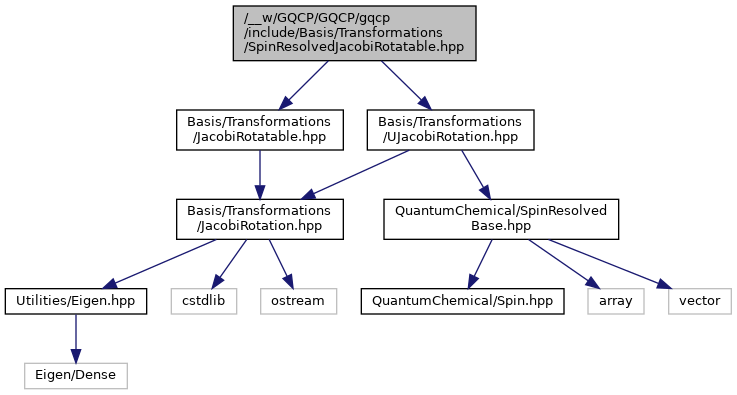 /__w/GQCP/GQCP/gqcp
/include/Basis/Transformations
/SpinResolvedJacobiRotatable.hpp
Basis/Transformations
/JacobiRotatable.hpp
Basis/Transformations
/UJacobiRotation.hpp
Basis/Transformations
/JacobiRotation.hpp
QuantumChemical/SpinResolved
Base.hpp
Utilities/Eigen.hpp
cstdlib
ostream
QuantumChemical/Spin.hpp
array
vector
Eigen/Dense